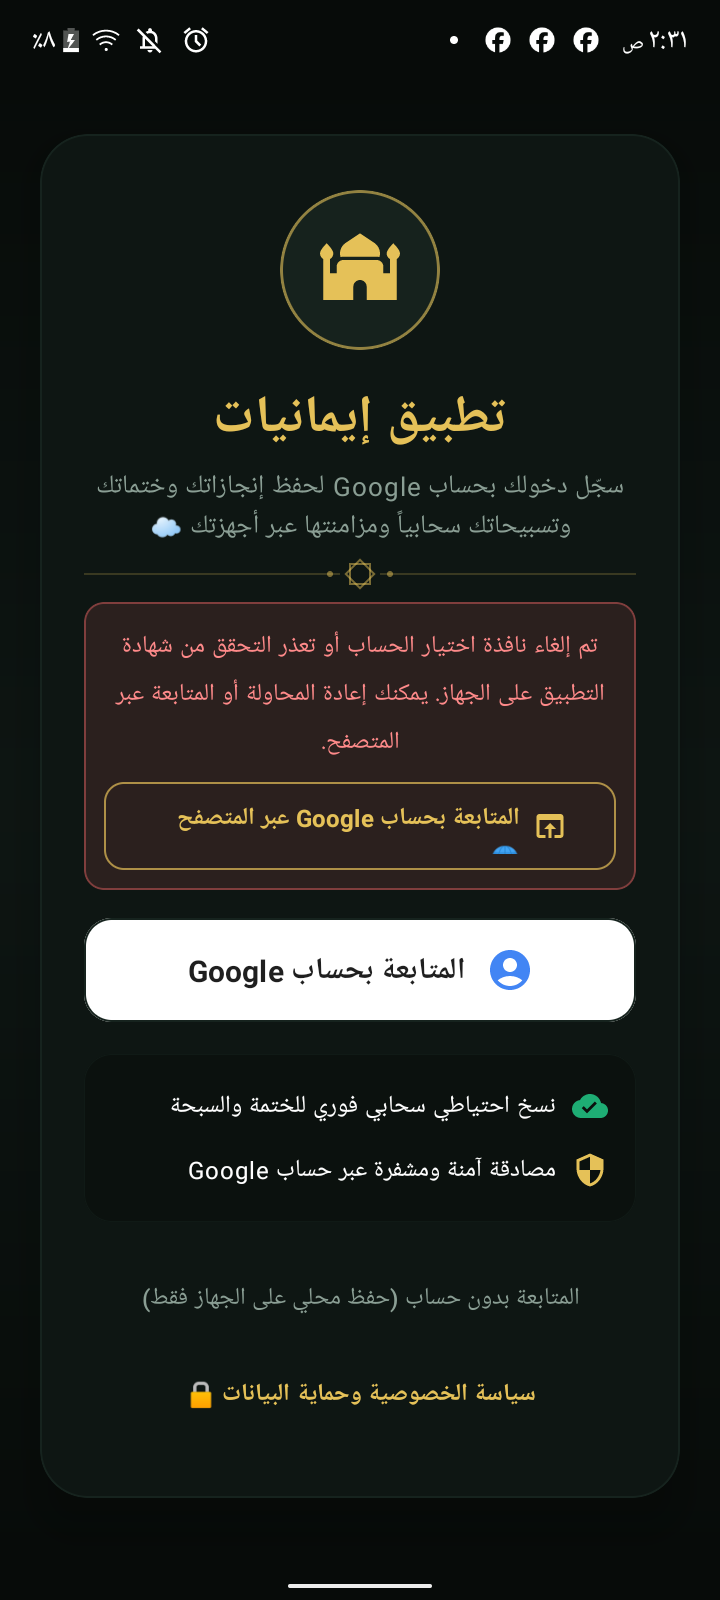 ٢:٣١ ص
٪٨
تطبيق إيمانيات
سجّل دخولك بحساب Google لحفظ إنجازاتك وختماتك
وتسبيحاتك سحابياً ومزامنتها عبر أجهزتك ☁️
تم إلغاء نافذة اختيار الحساب أو تعذر التحقق من شهادة
التطبيق على الجهاز. يمكنك إعادة المحاولة أو المتابعة عبر
المتصفح.
المتابعة بحساب Google عبر المتصفح
المتابعة بحساب Google
نسخ احتياطي سحابي فوري للختمة والسبحة
مصادقة آمنة ومشفرة عبر حساب Google
المتابعة بدون حساب (حفظ محلي على الجهاز فقط)
سياسة الخصوصية وحماية البيانات 🔒